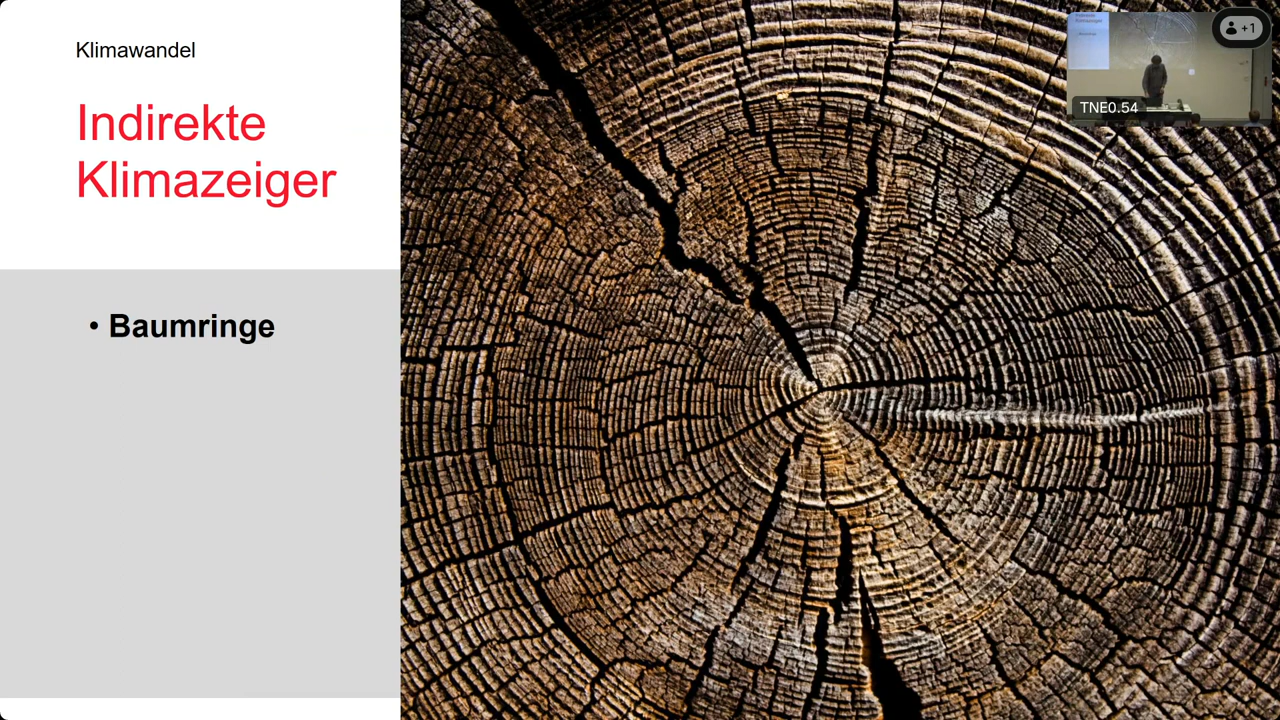 Klimawandel
Indirekte
Klimazeiger
• Baumringe
+1
TNE0.54